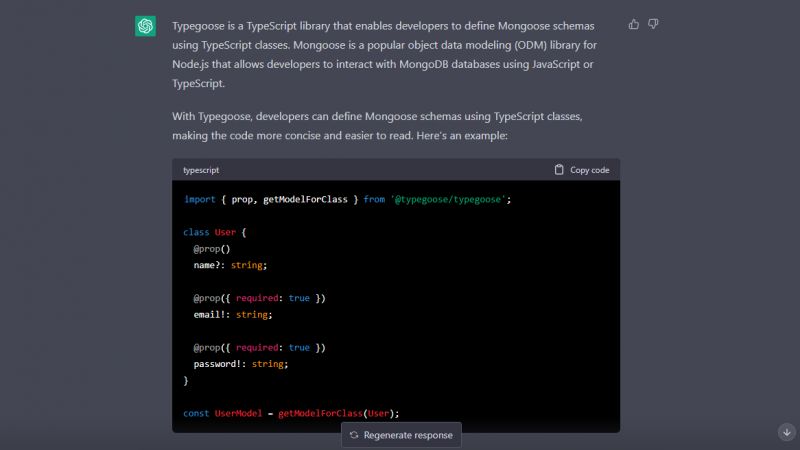 Typegoose is a TypeScript library that enables developers to define Mongoose schemas
using TypeScript classes. Mongoose is a popular object data modeling (ODM) library for
Node.js that allows developers to interact with MongoDB databases using JavaScript or
TypeScript.
With Typegoose, developers can define Mongoose schemas using TypeScript classes,
making the code more concise and easier to read. Here's an example:
typescript
Copy code
import { prop, getModelForClass } from '@typegoose/typegoose';
class User {
@prop()
name?: string;
@prop({ required: true })
email!: string;
@prop({ required: true })
password!: string;
}
const UserModel = getModelForClass(User);
Regenerate response